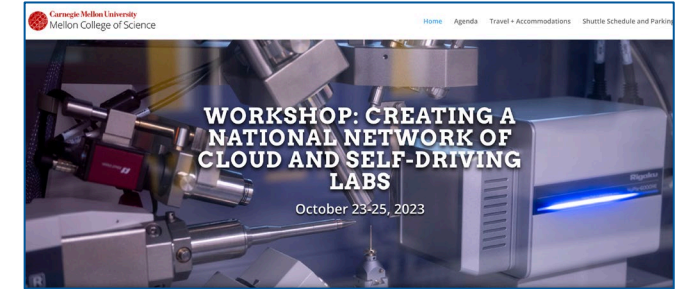 Carnegie Mellon University
Mellon College of Science
Home Agenda Travel + Accommodations Shuttle Schedule and Parking
WORKSHOP: CREATING A
NATIONAL NETWORK OF
CLOUD AND SELF-DRIVING
LABS
October 23-25, 2023
Rigaku